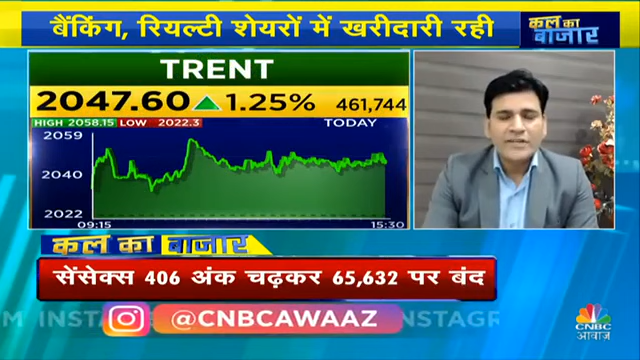 बैंकिंग, रियल्टी शेयरों में खरीदारी रही
कल का
बाजार
TRENT
2047.60 1.25% 461,744
HIGH 2058.15 LOW 2022.3 TODAY
2059
2040
2022
09:15 15:30
कल का बाजार
सेंसेक्स 406 अंक चढ़कर 65,632 पर बंद
INST @CNBCAWAAZ INSTAGR
CNBC
आवाज़